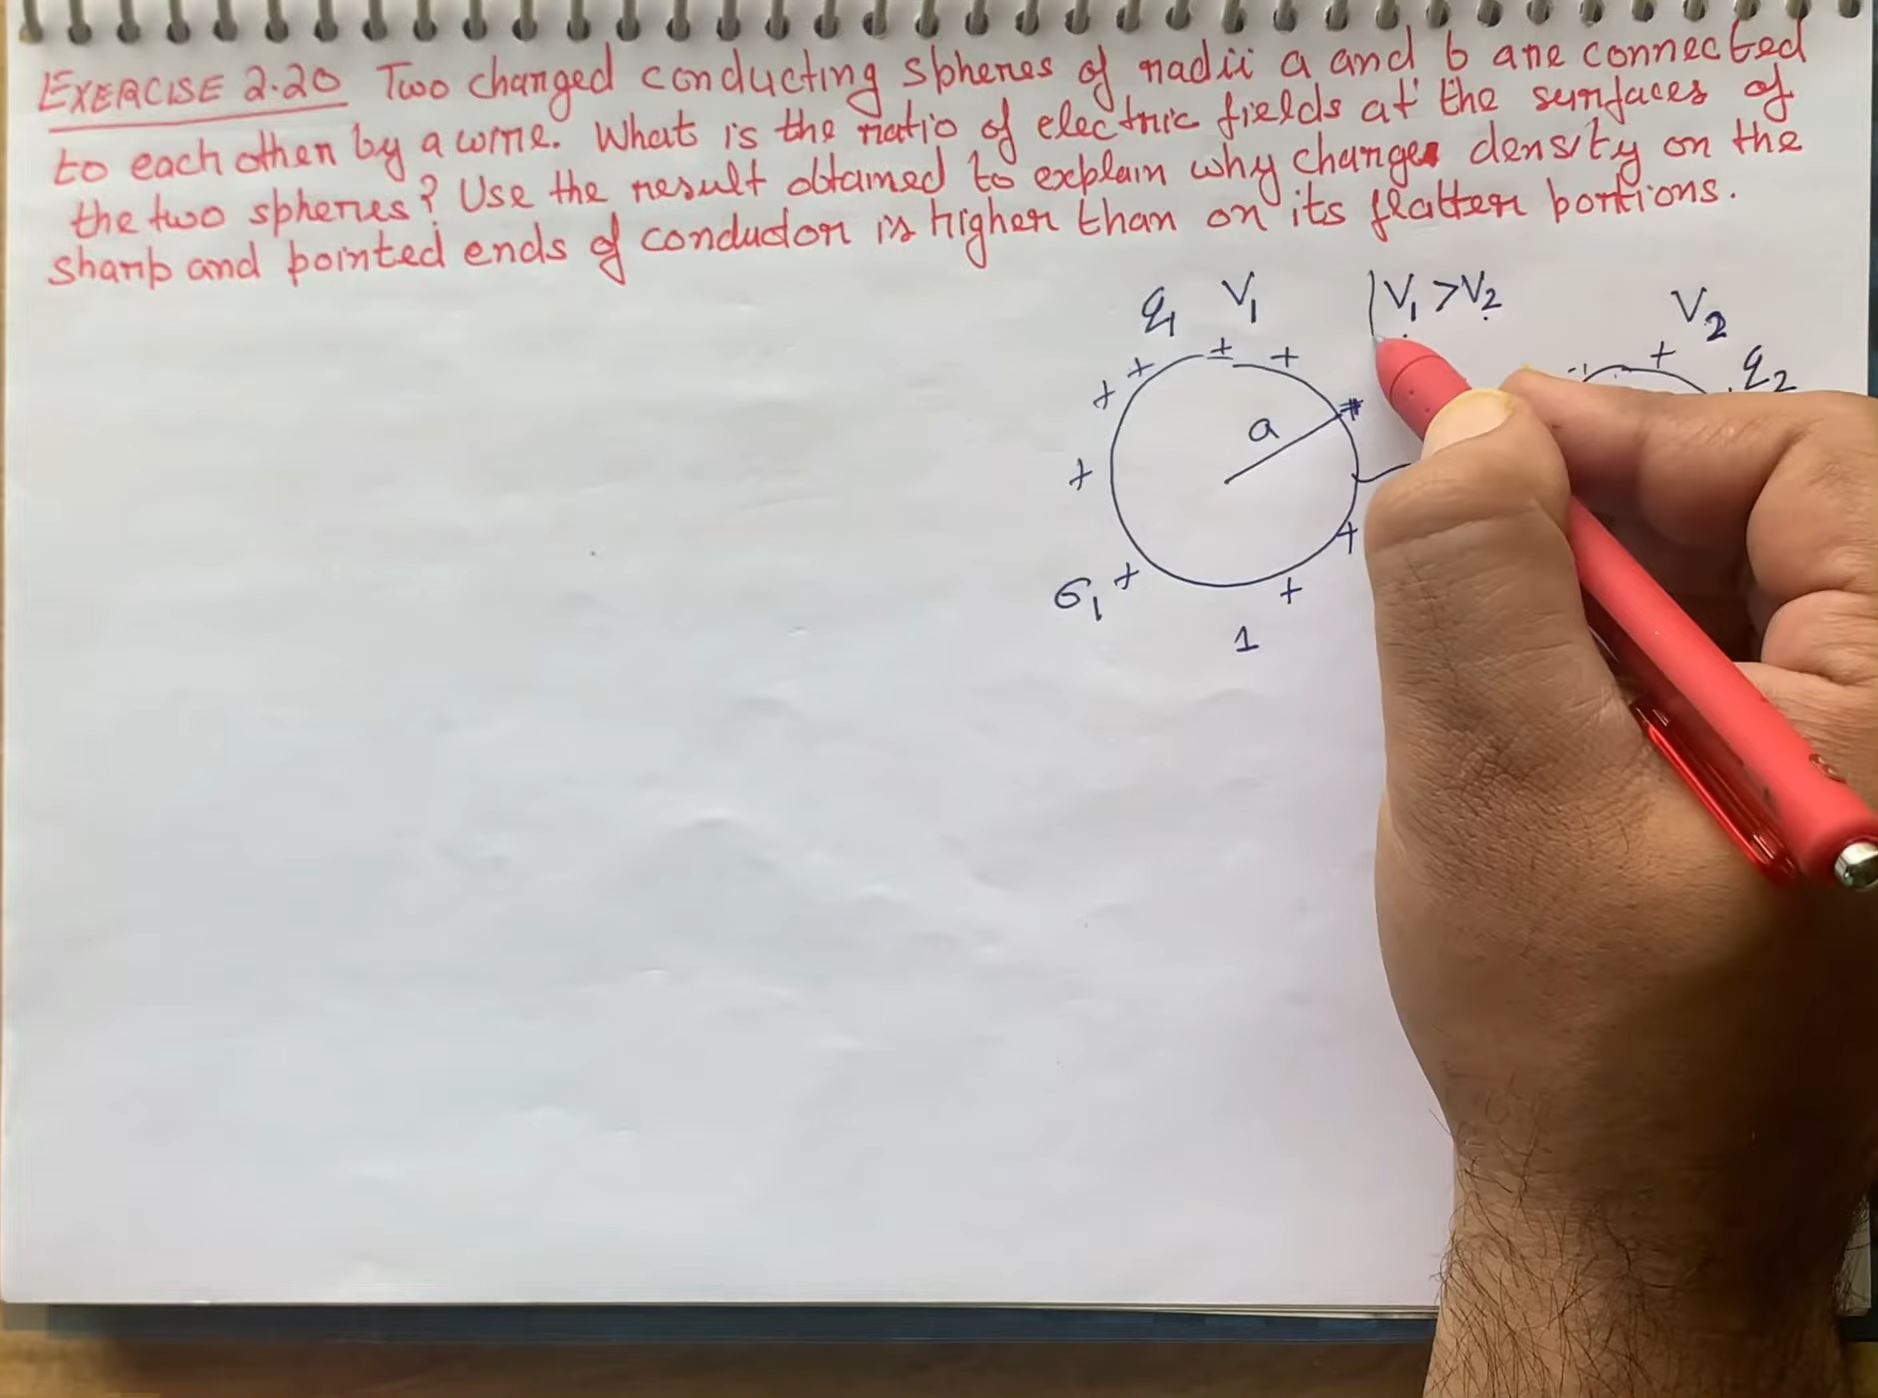 EXERCISE 2.20 Two charged conducting spheres of radii a and b are connected
to each other by a wire. What is the ratio of electric fields at the surfaces of
the two spheres? Use the result obtained to explain why charge density on the
sharp and pointed ends of conductor is higher than on its flatter portions.
q1 V1 V1 > V2 V2
+ + + + + q2
+ a
+ +
σ1 + +
1